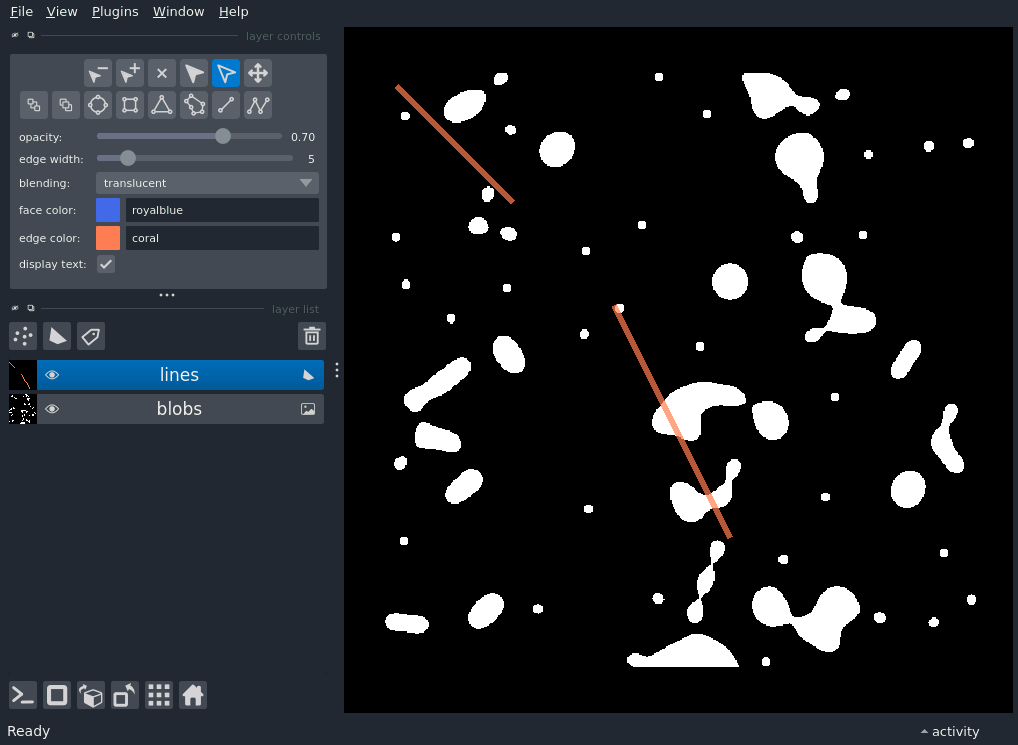 File View Plugins Window Help
layer controls
opacity: 0.70
edge width: 5
blending: translucent
face color: royalblue
edge color: coral
display text:
layer list
lines
blobs
Ready activity